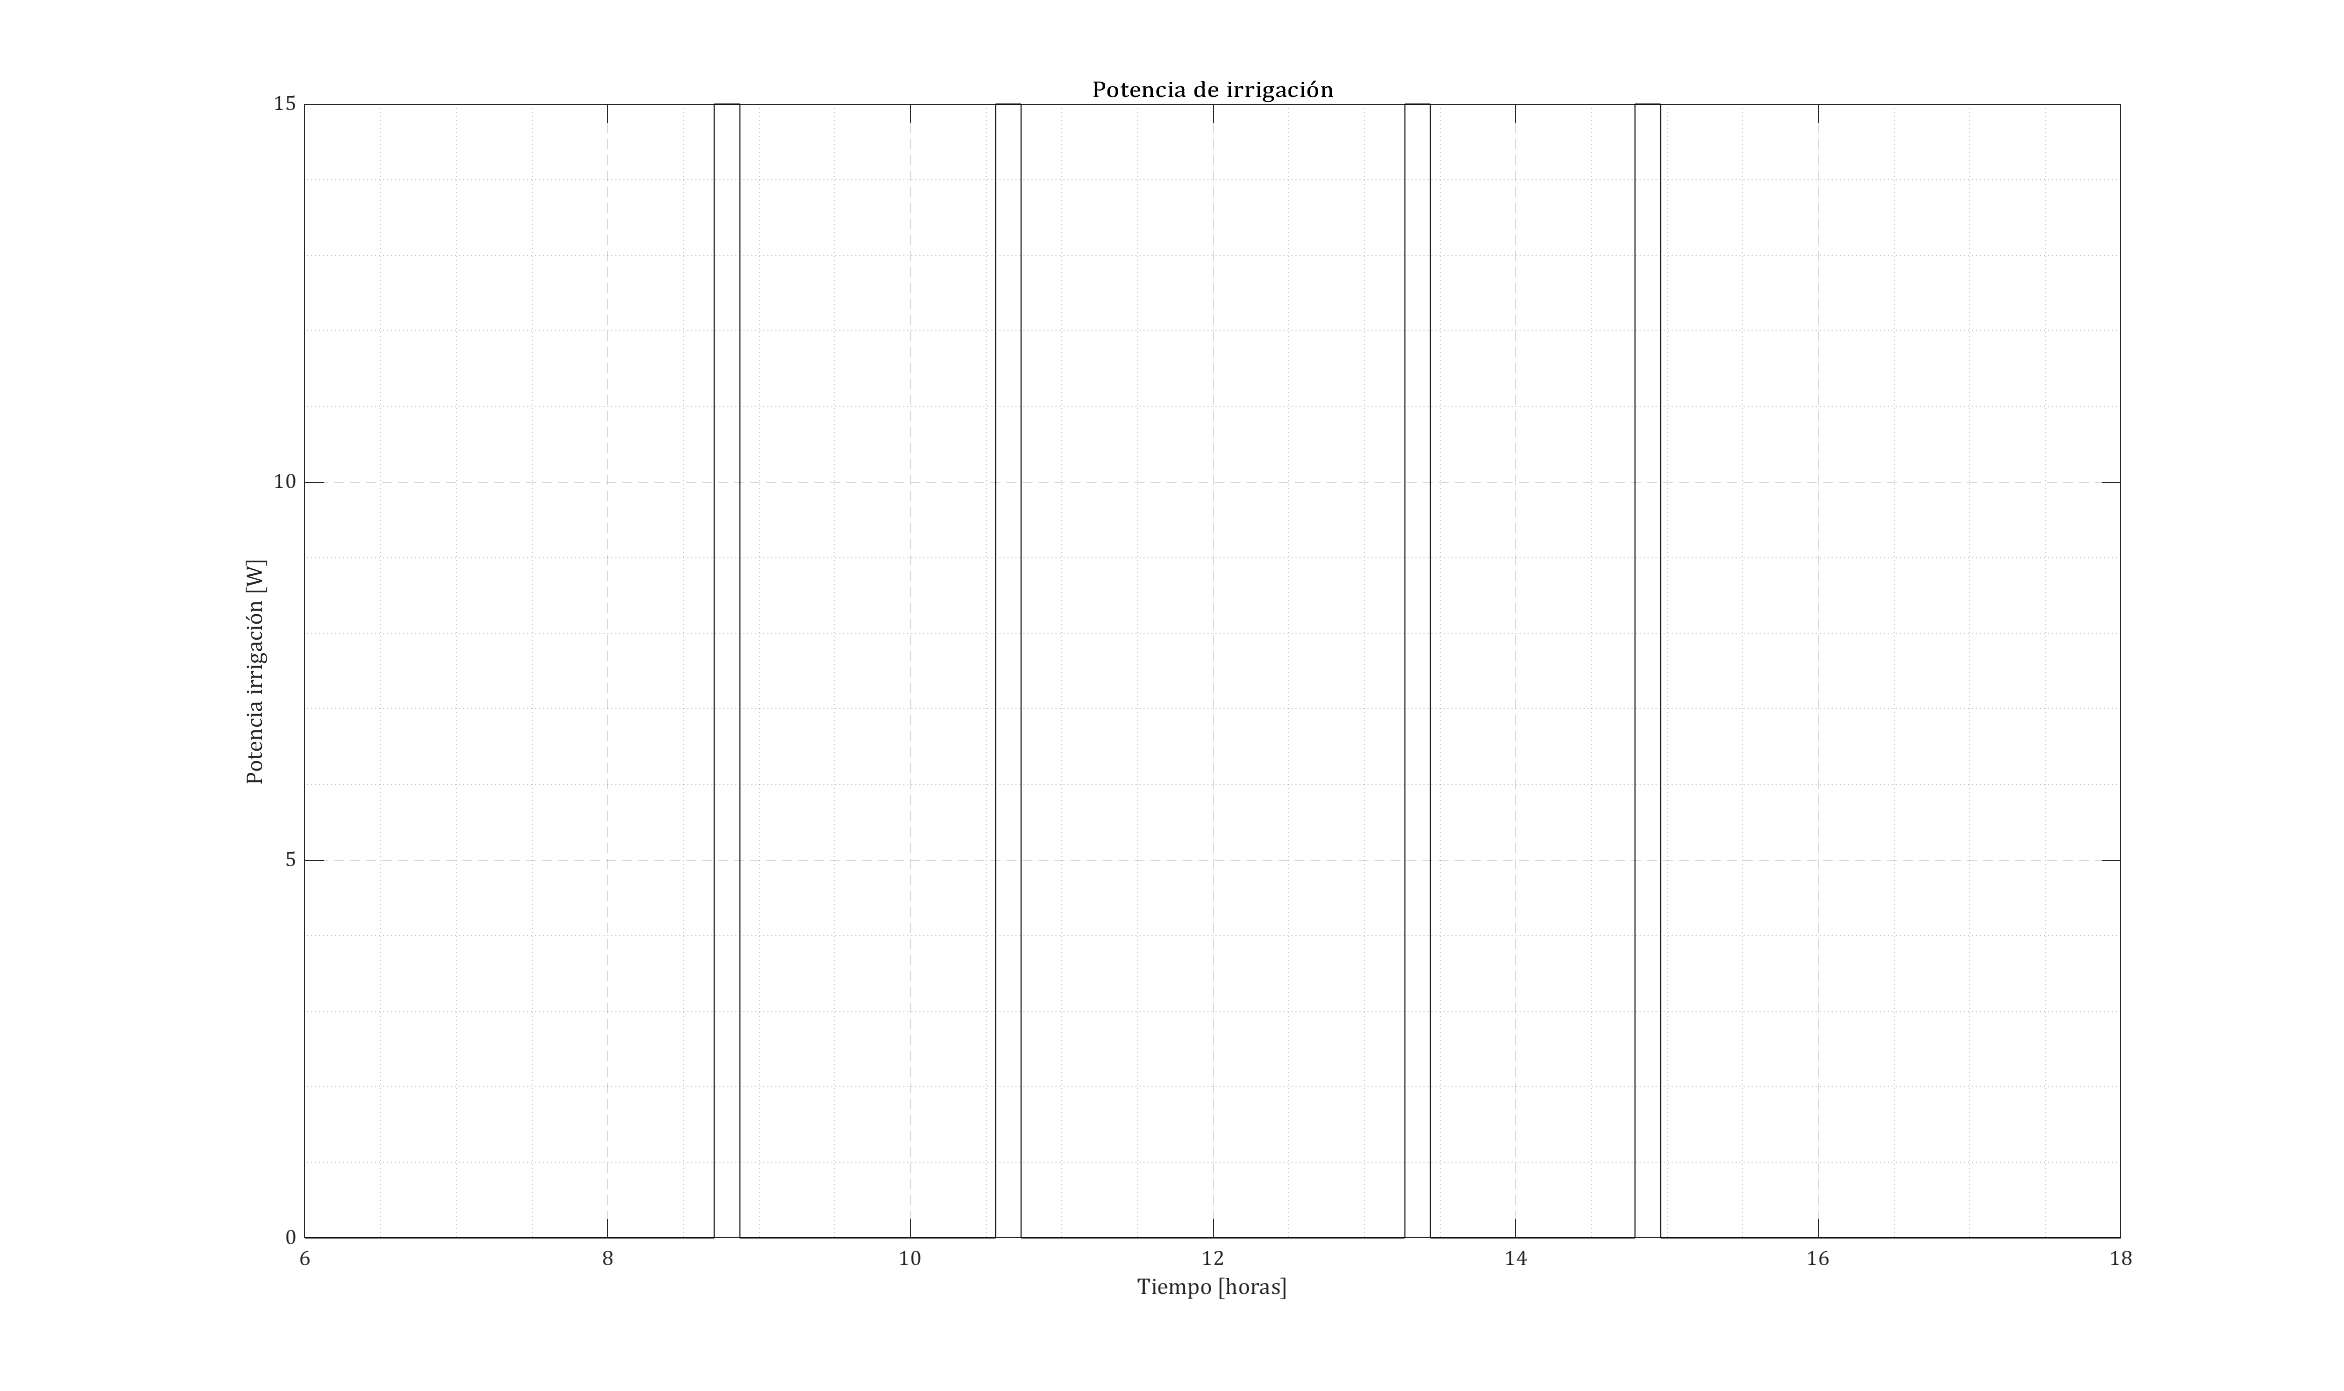 Potencia de irrigación
15
10
5
0
Potencia irrigación [W]
6 8 10 12 14 16 18
Tiempo [horas]